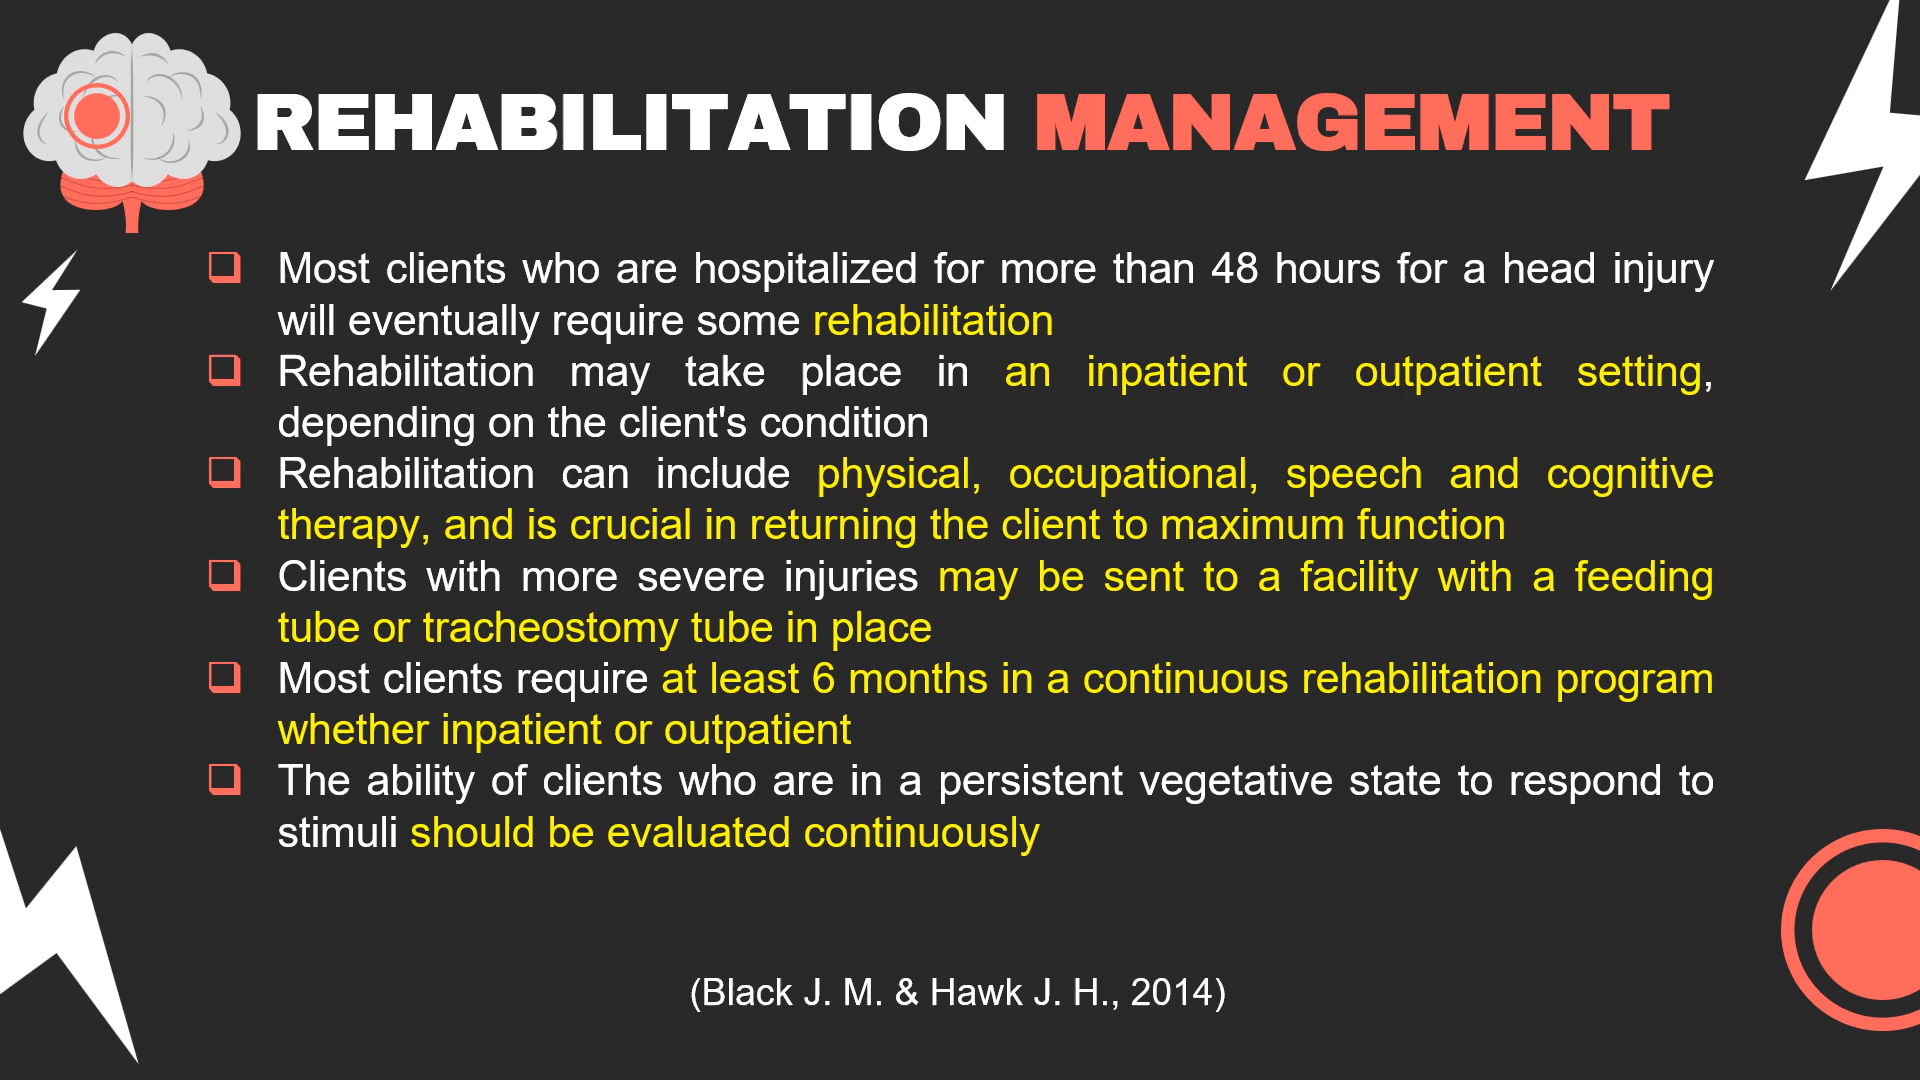 REHABILITATION MANAGEMENT
Most clients who are hospitalized for more than 48 hours for a head injury
will eventually require some rehabilitation
Rehabilitation may take place in an inpatient or outpatient setting,
depending on the client's condition
Rehabilitation can include physical, occupational, speech and cognitive
therapy, and is crucial in returning the client to maximum function
Clients with more severe injuries may be sent to a facility with a feeding
tube or tracheostomy tube in place
Most clients require at least 6 months in a continuous rehabilitation program
whether inpatient or outpatient
The ability of clients who are in a persistent vegetative state to respond to
stimuli should be evaluated continuously
(Black J. M. & Hawk J. H., 2014)